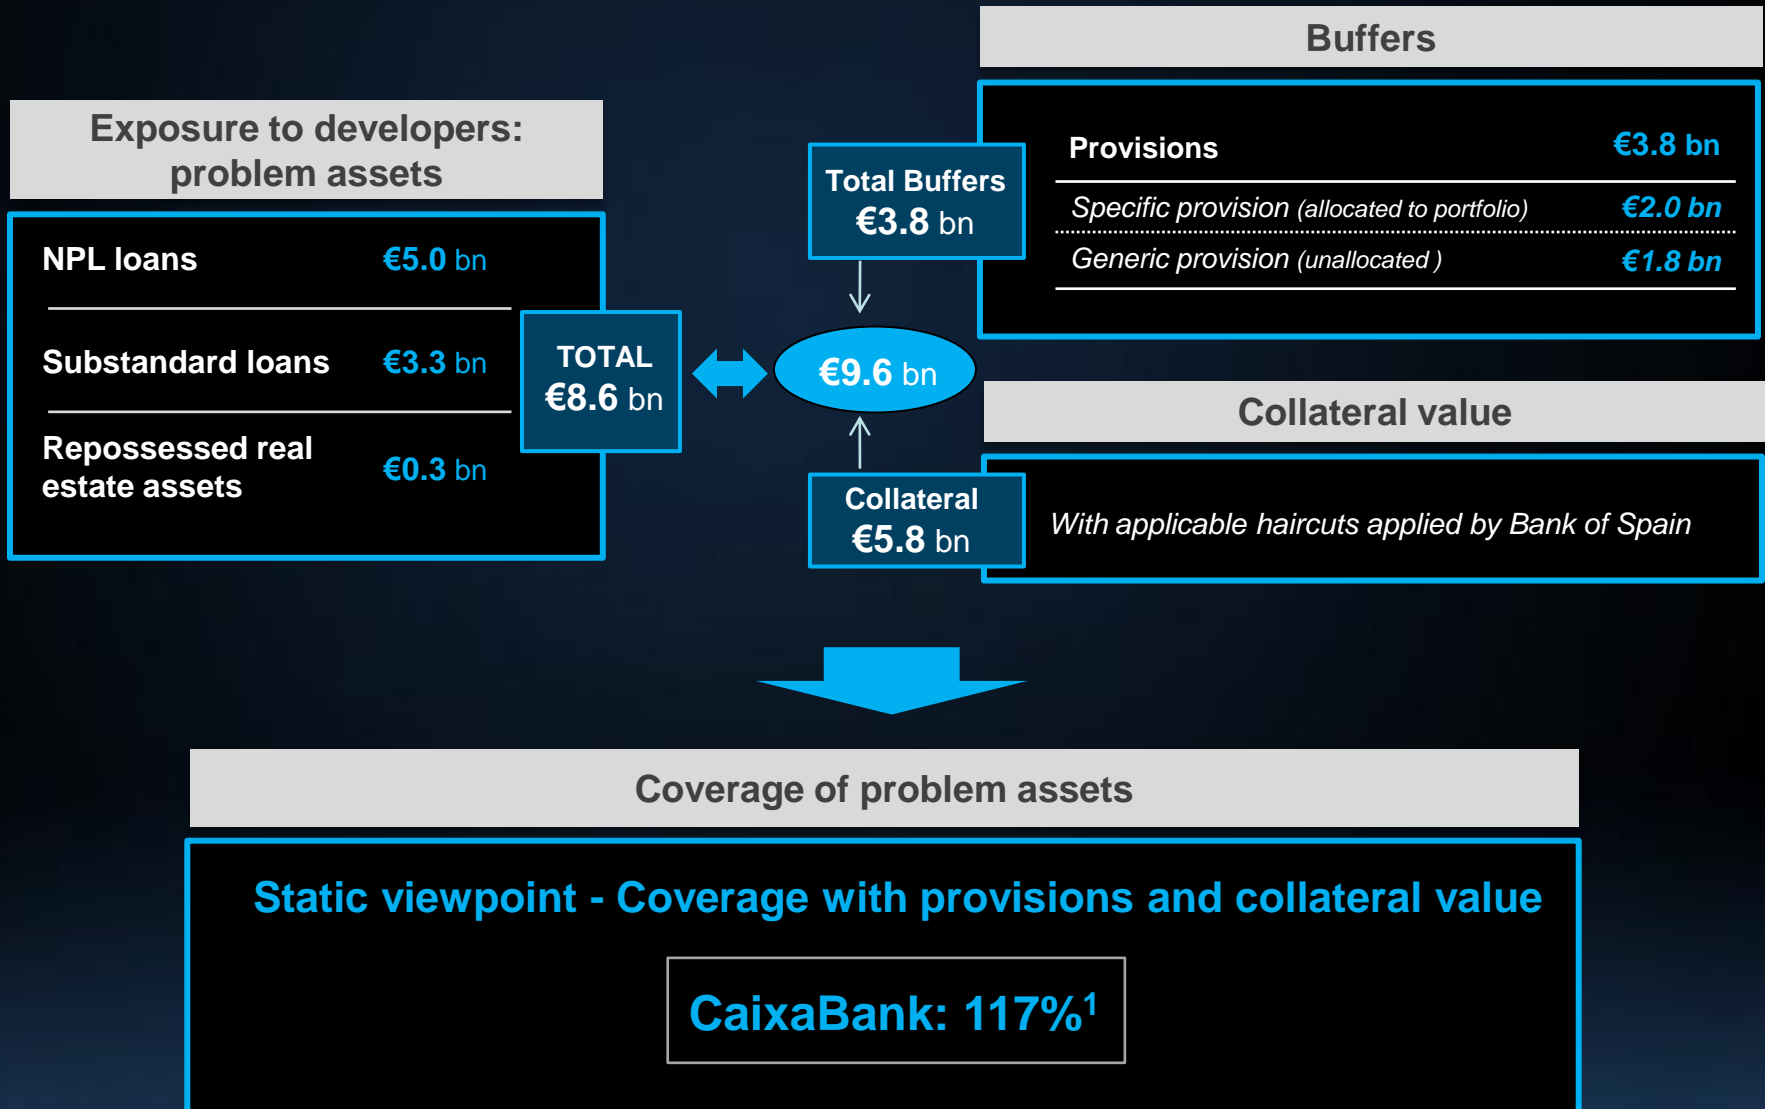 Exposure to developers:
problem assets
NPL loans €5.0 bn
Substandard loans €3.3 bn
Repossessed real
estate assets
€0.3 bn
TOTAL
€8.6 bn
€9.6 bn
Total Buffers
€3.8 bn
Buffers
Provisions €3.8 bn
Specific provision (allocated to portfolio) €2.0 bn
Generic provision (unallocated ) €1.8 bn
Collateral
€5.8 bn
Collateral value
With applicable haircuts applied by Bank of Spain
Coverage of problem assets
Static viewpoint - Coverage with provisions and collateral value
CaixaBank: 117%¹